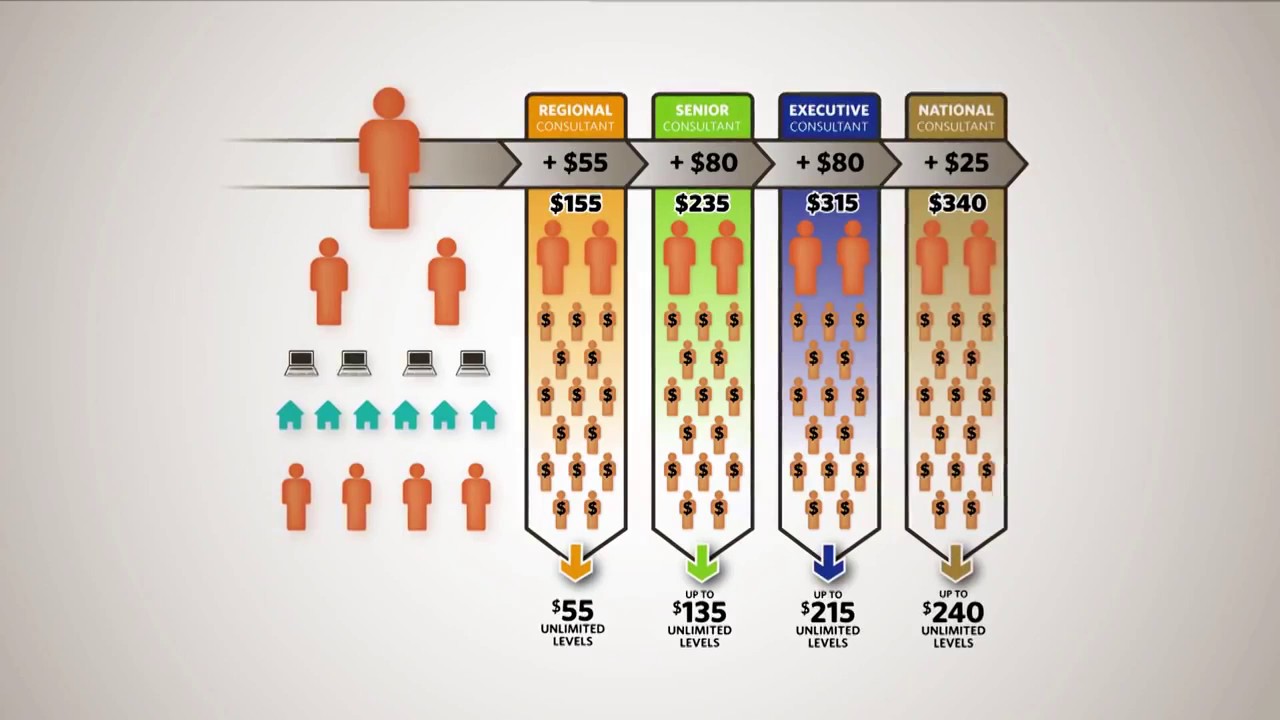 REGIONAL
CONSULTANT
SENIOR
CONSULTANT
EXECUTIVE
CONSULTANT
NATIONAL
CONSULTANT
+ $55
+ $80
+ $80
+ $25
$155
$235
$315
$340
$ $ $
$ $ $
$ $ $
$ $ $
$ $
$ $
$ $
$ $
$ $ $
$ $ $
$ $ $
$ $ $
$ $
$ $
$ $
$ $
$ $ $
$ $ $
$ $ $
$ $ $
$ $
$ $
$ $
$ $
$55
UNLIMITED
LEVELS
UP TO
$135
UNLIMITED
LEVELS
UP TO
$215
UNLIMITED
LEVELS
UP TO
$240
UNLIMITED
LEVELS